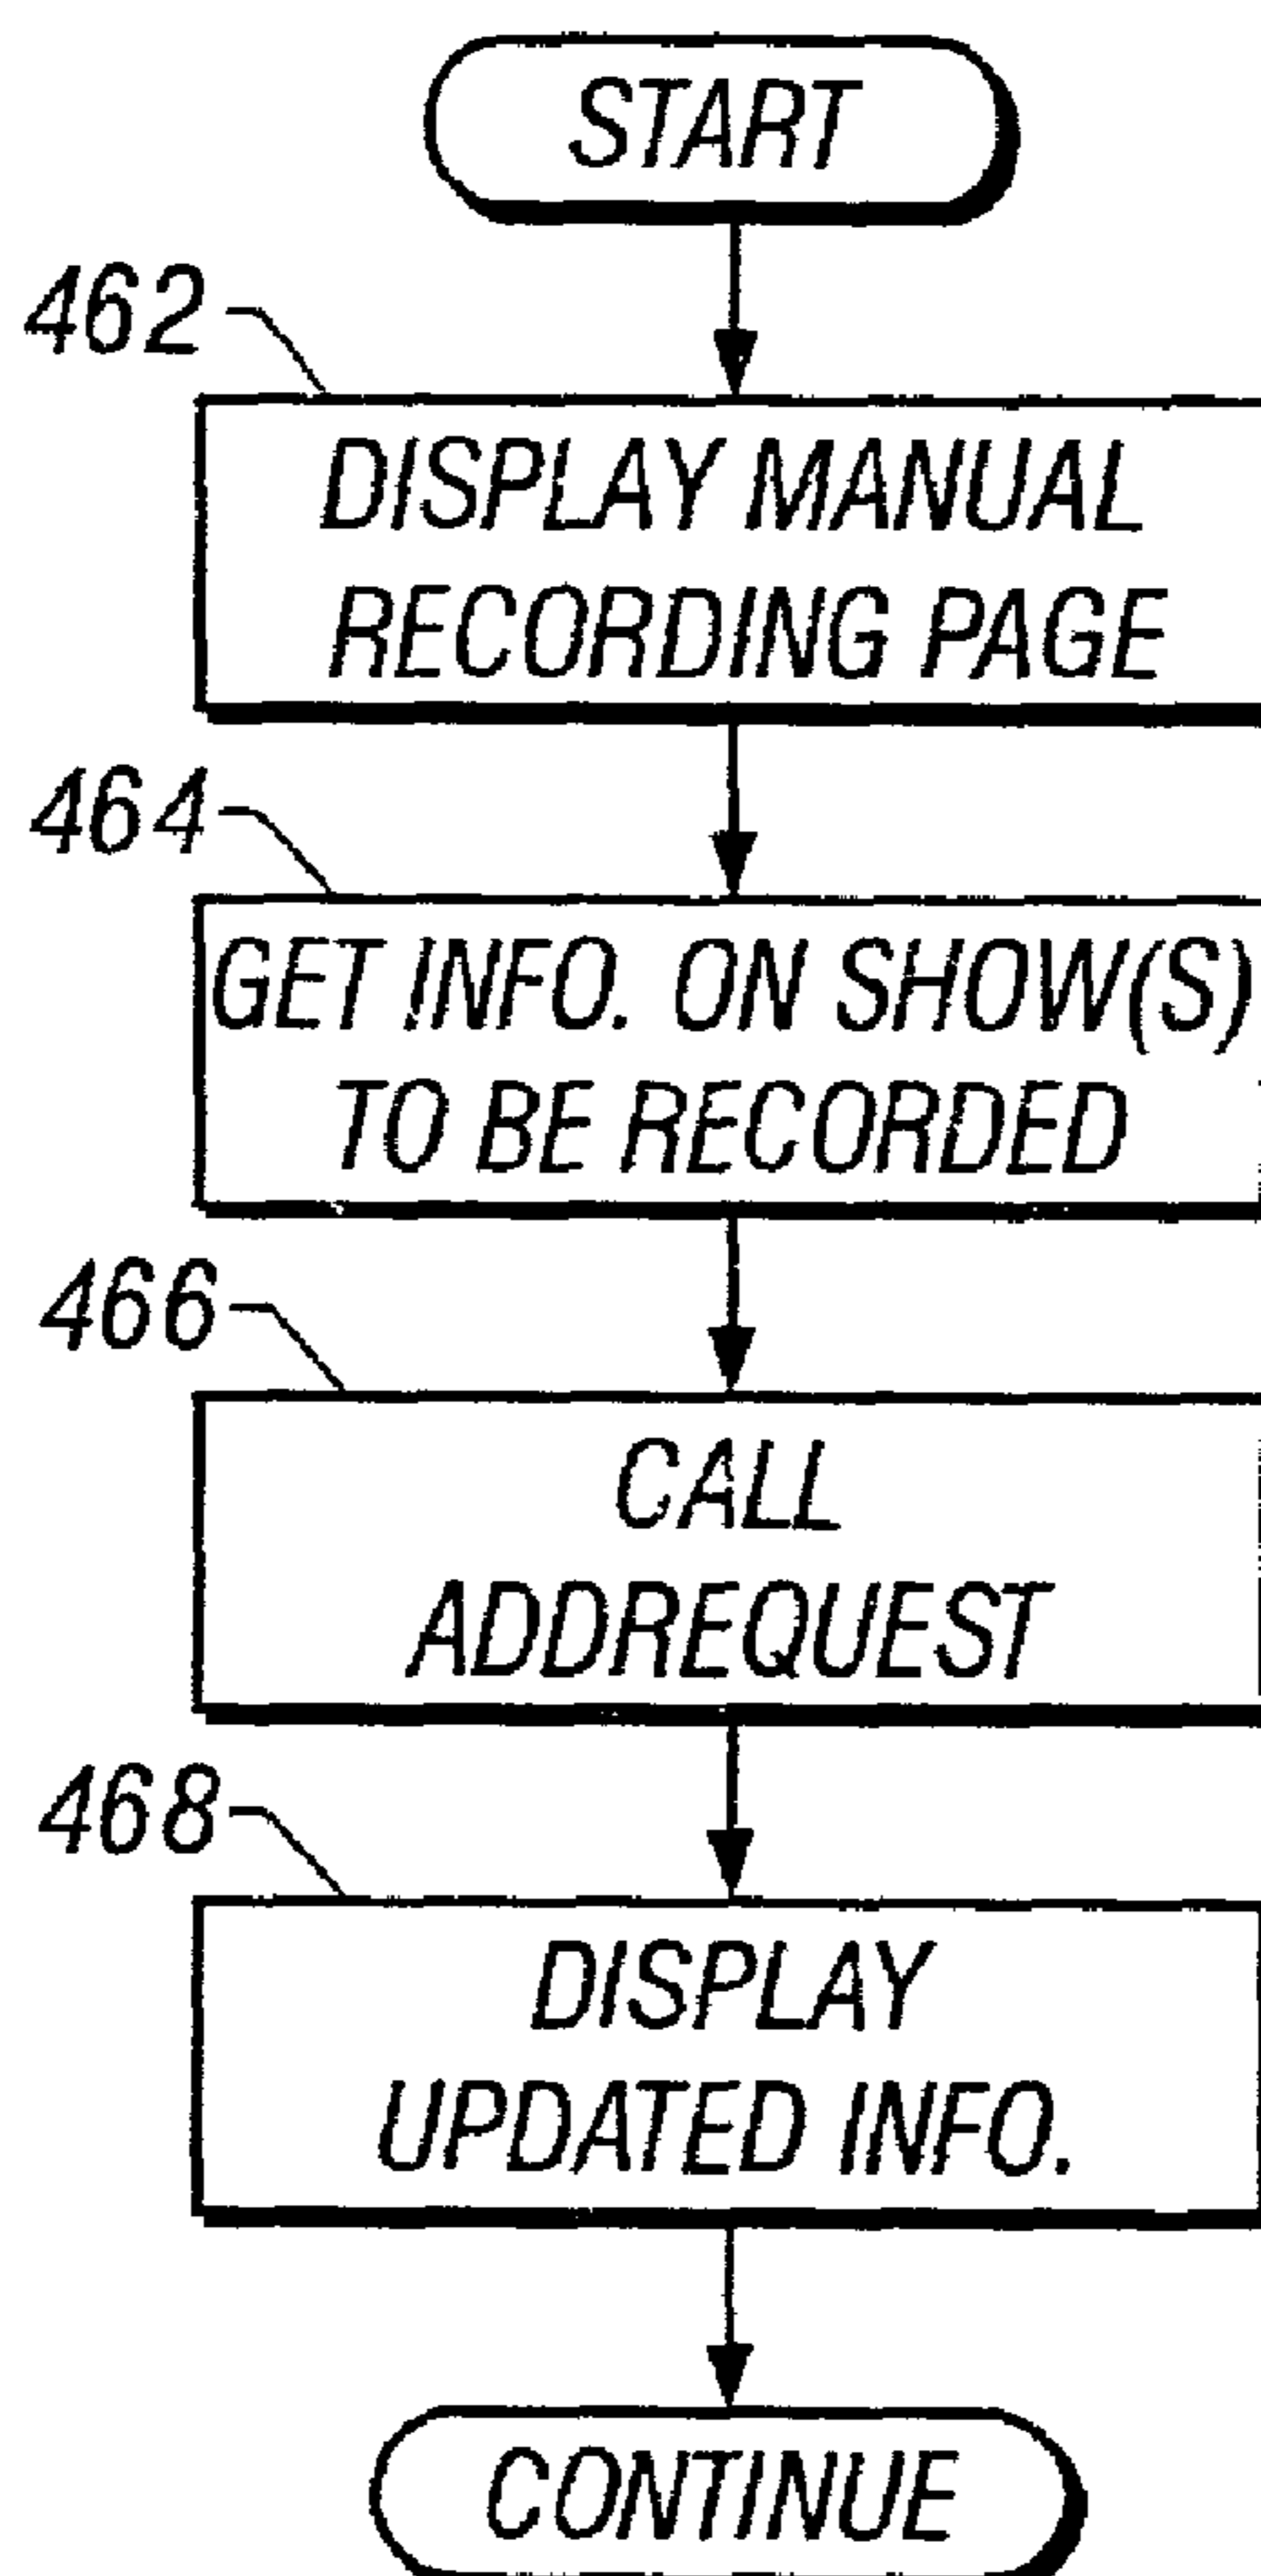 START
462
DISPLAY MANUAL
RECORDING PAGE
464
GET INFO. ON SHOW(S)
TO BE RECORDED
466
CALL
ADDREQUEST
468
DISPLAY
UPDATED INFO.
CONTINUE